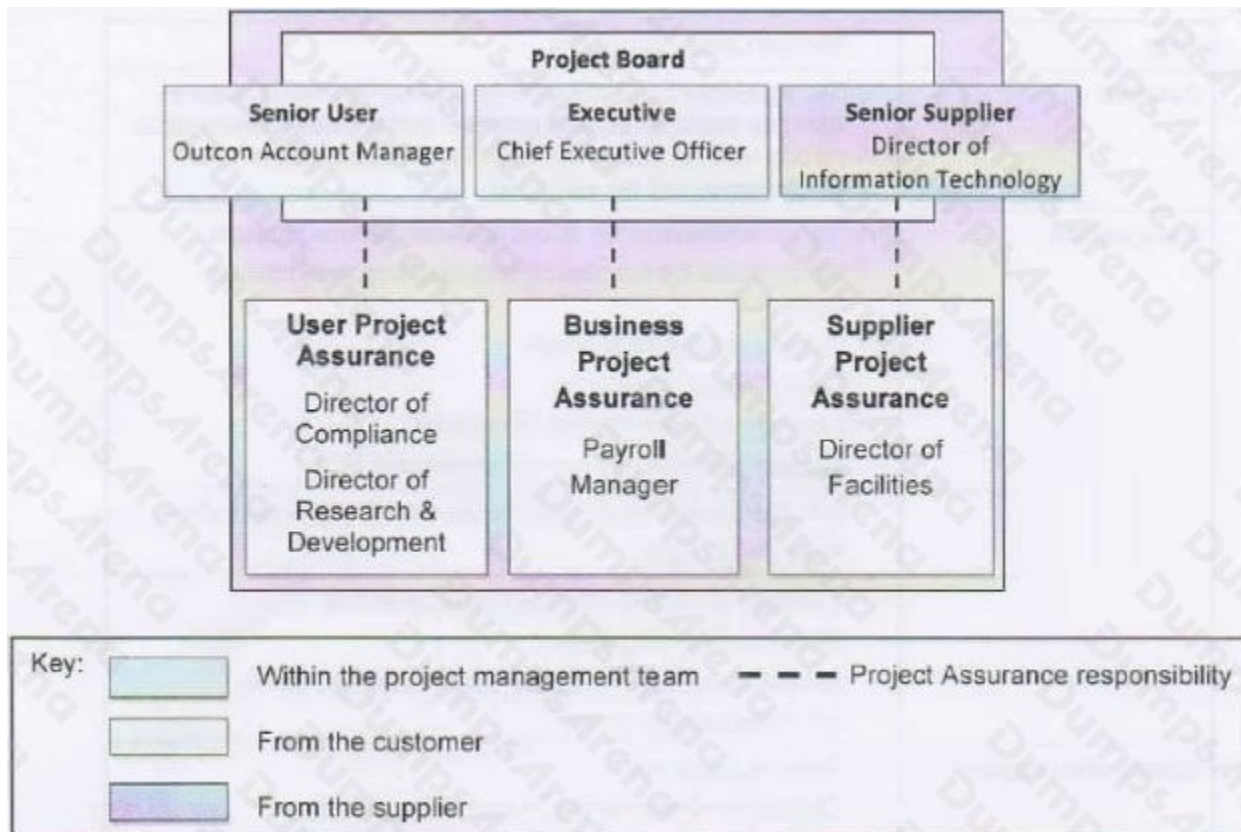 Project Board
Senior User
Outcon Account Manager
Executive
Chief Executive Officer
Senior Supplier
Director of
Information Technology
User Project
Assurance
Director of
Compliance
Director of
Research &
Development
Business
Project
Assurance
Payroll
Manager
Supplier
Project
Assurance
Director of
Facilities
Key:
Within the project management team
Project Assurance responsibility
From the customer
From the supplier
DumpsArena